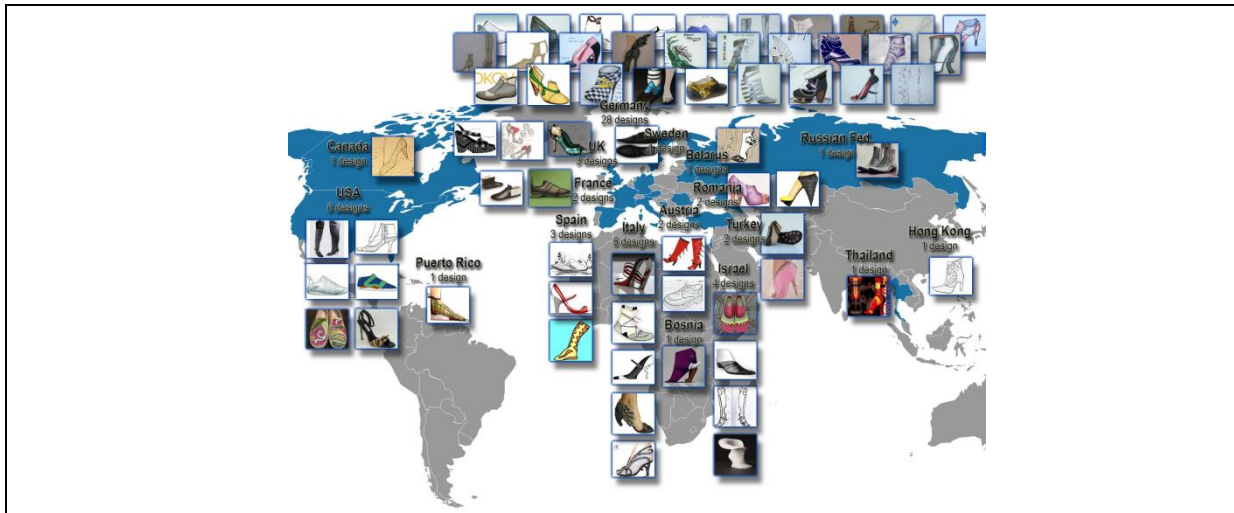 Germany
28 designs
Canada
1 design
UK
3 designs
Sweden
1 design
Belarus
1 design
Russian Fed.
1 design
USA
6 designs
France
2 designs
Romania
2 designs
Spain
3 designs
Italy
5 designs
Austria
2 designs
Turkey
2 designs
Hong Kong
1 design
Puerto Rico
1 design
Israel
4 designs
Thailand
1 design
Bosnia
1 design